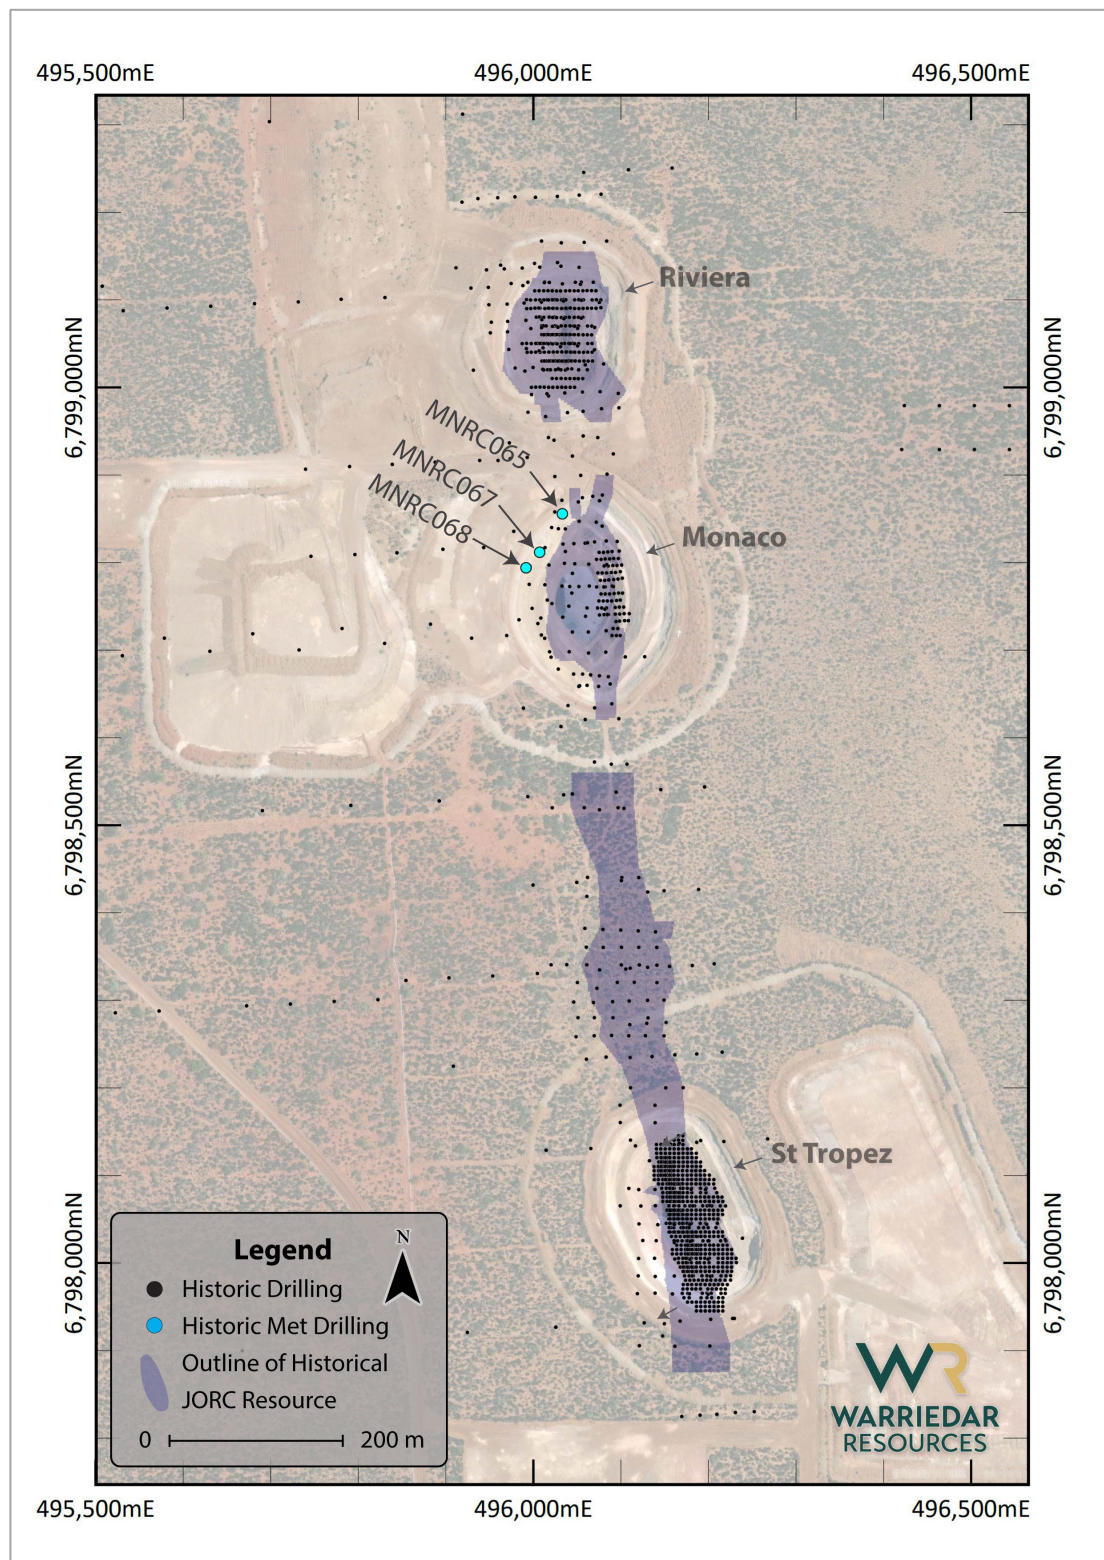 495,500mE
496,000mE
496,500mE
Riviera
6,799,000mN
6,799,000mN
MNRC065
MNRC067
MNRC068
Monaco
6,798,500mN
6,798,500mN
St Tropez
6,798,000mN
6,798,000mN
Legend
N
Historic Drilling
Historic Met Drilling
Outline of Historical
JORC Resource
0 200 m
WR
WARRIEDAR
RESOURCES
495,500mE
496,000mE
496,500mE